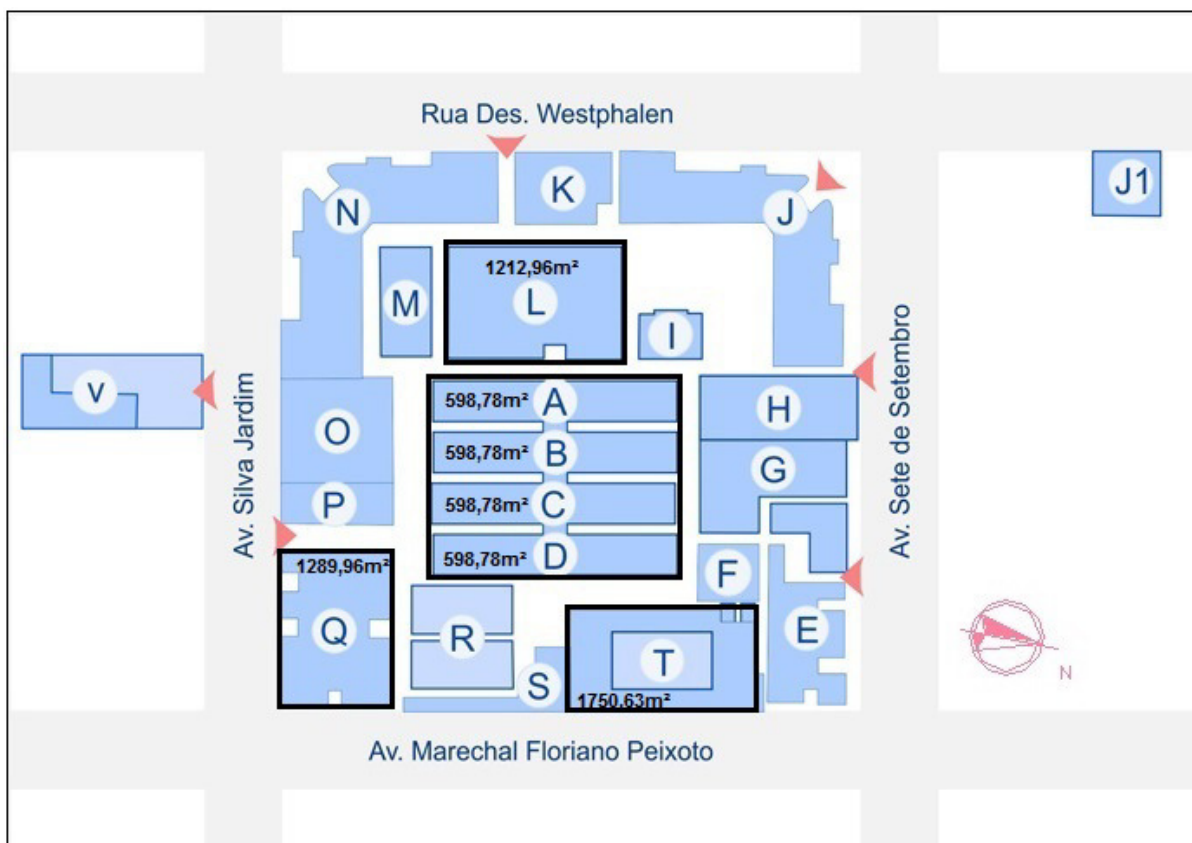 Rua Des. Westphalen
K
J1
N
J
1212,96m²
M
L
I
Av. Sete de Setembro
V
598,78m²
A
H
O
598,78m²
B
G
Av. Silva Jardim
P
598,78m²
C
598,78m²
D
1289,96m²
F
Q
R
E
T
S
1750,63m²
N
Av. Marechal Floriano Peixoto